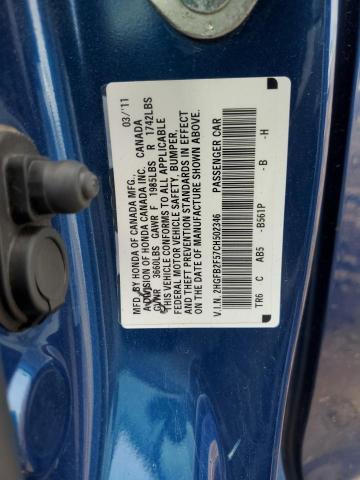 MFD. BY HONDA OF CANADA MFG. 03/'11
A DIVISION OF HONDA CANADA INC. CANADA
GVWR 3660LBS GAWR F 1985LBS R 1742LBS
THIS VEHICLE CONFORMS TO ALL APPLICABLE
FEDERAL MOTOR VEHICLE SAFETY, BUMPER,
AND THEFT PREVENTION STANDARDS IN EFFECT
ON THE DATE OF MANUFACTURE SHOWN ABOVE.
V.I.N. 2HGFB2F57CH502346 PASSENGER CAR
TR6 C AB5 -B561P -B -H